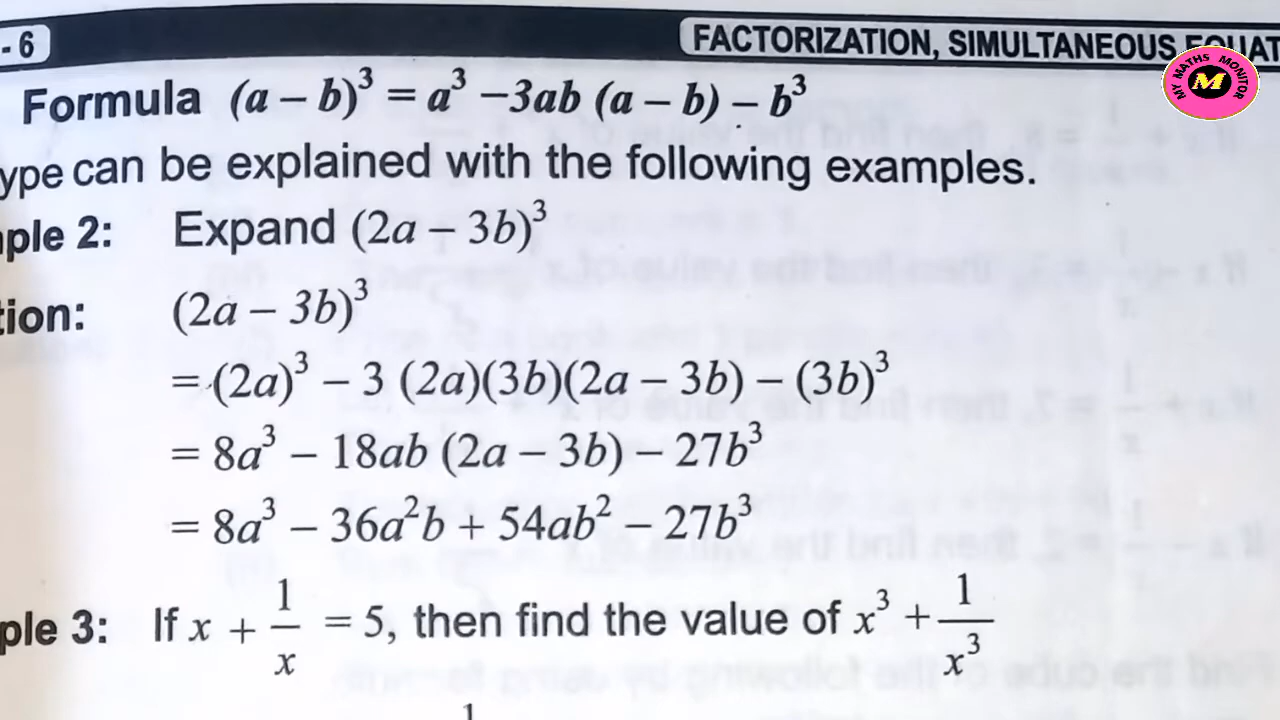 - 6
FACTORIZATION, SIMULTANEOUS EQUAT
MY MATHS MONITOR
M
Formula (a – b)³ = a³ –3ab (a – b) – b³
ype can be explained with the following examples.
ple 2: Expand (2a – 3b)³
tion: (2a – 3b)³
= (2a)³ – 3 (2a)(3b)(2a – 3b) – (3b)³
= 8a³ – 18ab (2a – 3b) – 27b³
= 8a³ – 36a²b + 54ab² – 27b³
ple 3: If x + 1/x = 5, then find the value of x³ + 1/x³
1